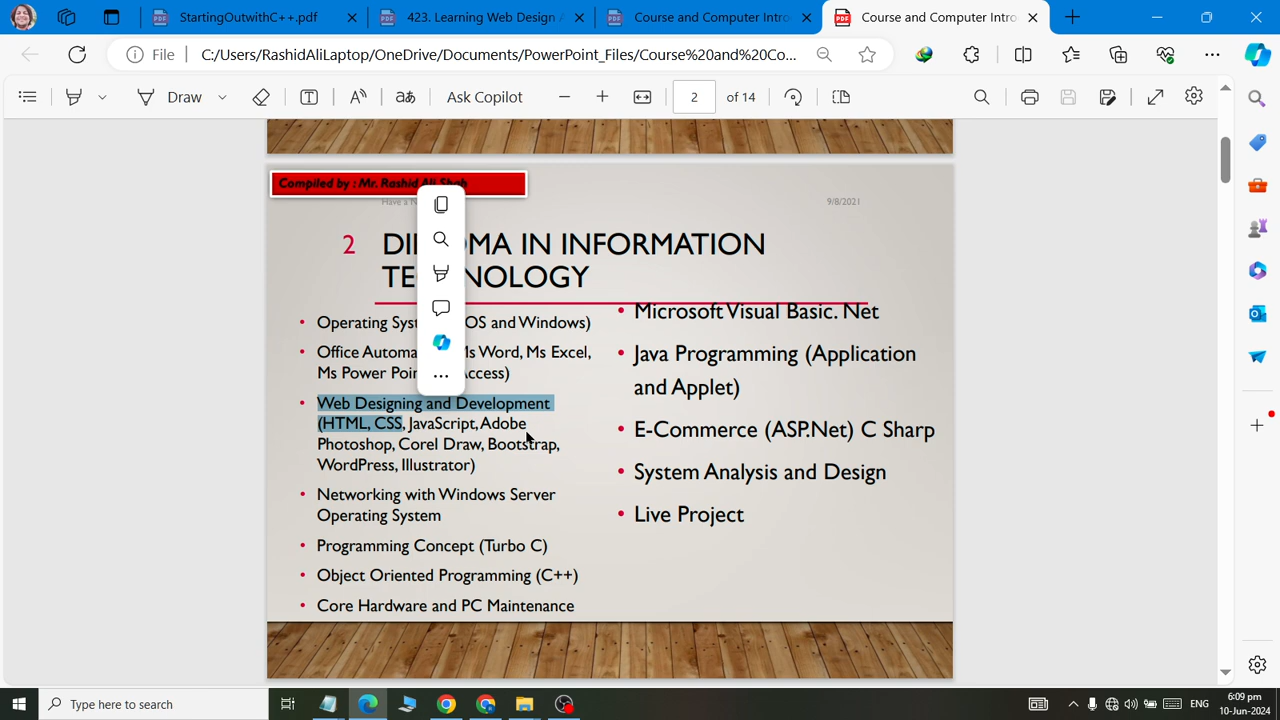 StartingOutwithC++.pdf
423. Learning Web Design
Course and Computer Intro
Course and Computer Intro
File
C:/Users/RashidAliLaptop/OneDrive/Documents/PowerPoint_Files/Course%20and%20Co...
Draw
Ask Copilot
2
of 14
Compiled by : Mr. Rashid Ali Shah
Have a
9/8/2021
2
DI MA IN INFORMATION
TE NOLOGY
Operating Syst OS and Windows)
Office Automa s Word, Ms Excel,
Ms Power Poin ccess)
Web Designing and Development
(HTML, CSS, JavaScript, Adobe
Photoshop, Corel Draw, Bootstrap,
WordPress, Illustrator)
Networking with Windows Server
Operating System
Programming Concept (Turbo C)
Object Oriented Programming (C++)
Core Hardware and PC Maintenance
Microsoft Visual Basic. Net
Java Programming (Application
and Applet)
E-Commerce (ASP.Net) C Sharp
System Analysis and Design
Live Project
Type here to search
ENG
6:09 pm
10-Jun-2024